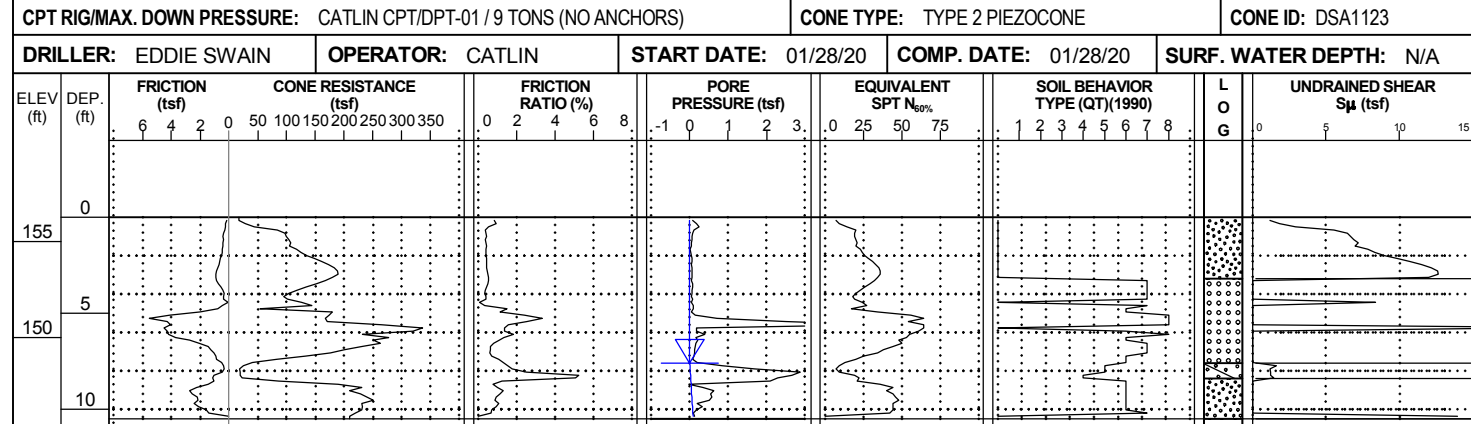 CPT RIG/MAX. DOWN PRESSURE: CATLIN CPT/DPT-01 / 9 TONS (NO ANCHORS) CONE TYPE: TYPE 2 PIEZOCONE CONE ID: DSA1123
DRILLER: EDDIE SWAIN OPERATOR: CATLIN START DATE: 01/28/20 COMP. DATE: 01/28/20 SURF. WATER DEPTH: N/A
ELEV (ft)
DEP. (ft)
FRICTION (tsf)
6 4 2 0
CONE RESISTANCE (tsf)
50 100 150 200 250 300 350
FRICTION RATIO (%)
0 2 4 6 8
PORE PRESSURE (tsf)
-1 0 1 2 3
EQUIVALENT SPT N60%
0 25 50 75
SOIL BEHAVIOR TYPE (QT)(1990)
1 2 3 4 5 6 7 8
L
O
G
UNDRAINED SHEAR Sµ (tsf)
0 5 10 15
0
155
5
150
10